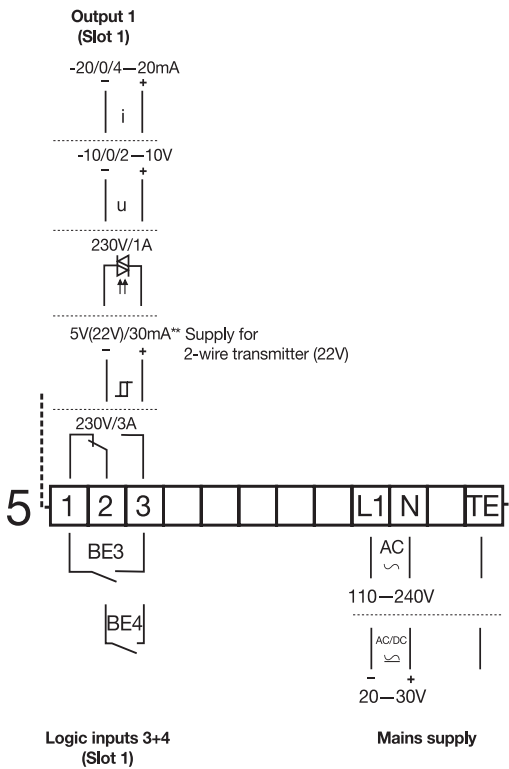 Output 1
(Slot 1)
-20/0/4—20mA
− +
i
-10/0/2—10V
− +
u
230V/1A
5V(22V)/30mA** Supply for
2-wire transmitter (22V)
− +
230V/3A
5 1 2 3 L1 N TE
BE3
AC
110—240V
BE4
AC/DC
− +
20—30V
Logic inputs 3+4
(Slot 1)
Mains supply